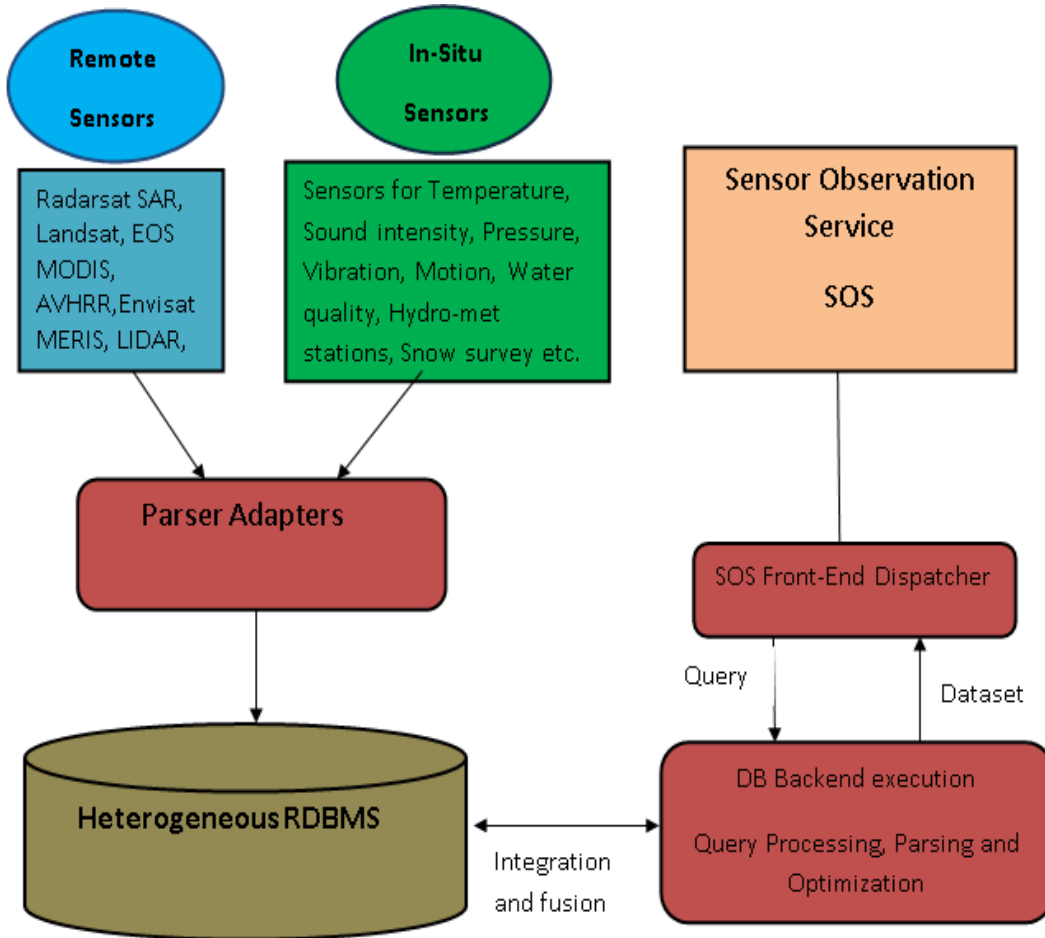 Remote
Sensors
In-Situ
Sensors
Radarsat SAR,
Landsat, EOS
MODIS,
AVHRR,Envisat
MERIS, LIDAR,
Sensors for Temperature,
Sound intensity, Pressure,
Vibration, Motion, Water
quality, Hydro-met
stations, Snow survey etc.
Sensor Observation
Service
SOS
Parser Adapters
SOS Front-End Dispatcher
Query
Dataset
Heterogeneous RDBMS
Integration
and fusion
DB Backend execution
Query Processing, Parsing and
Optimization